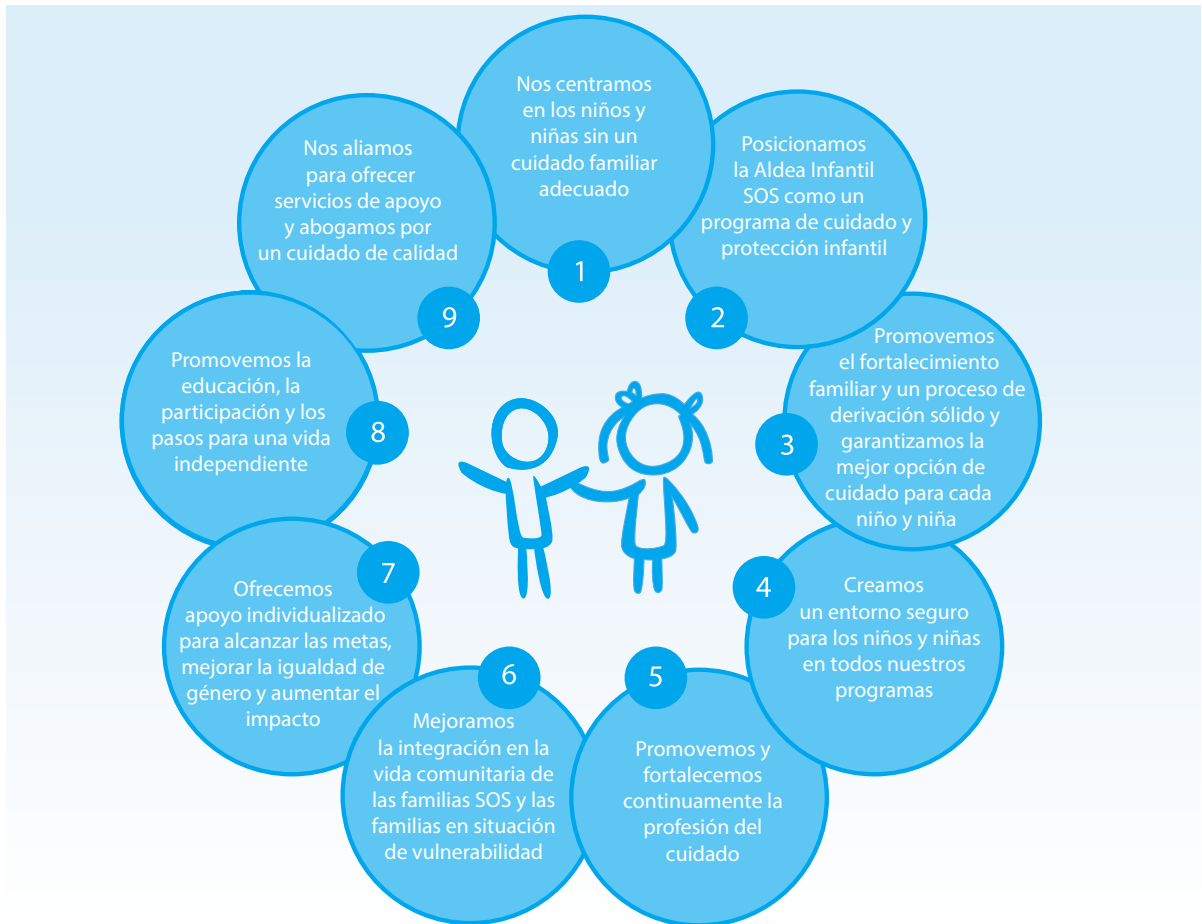 Nos centramos
en los niños y
niñas sin un
cuidado familiar
adecuado
1
Posicionamos
la Aldea Infantil
SOS como un
programa de cuidado y
protección infantil
2
Promovemos
el fortalecimiento
familiar y un proceso de
derivación sólido y
garantizamos la
mejor opción de
cuidado para cada
niño y niña
3
Creamos
un entorno seguro
para los niños y niñas
en todos nuestros
programas
4
Promovemos y
fortalecemos
continuamente la
profesión del
cuidado
5
Mejoramos
la integración en la
vida comunitaria de
las familias SOS y las
familias en situación
de vulnerabilidad
6
Ofrecemos
apoyo individualizado
para alcanzar las metas,
mejorar la igualdad de
género y aumentar el
impacto
7
Promovemos la
educación, la
participación y los
pasos para una vida
independiente
8
Nos aliamos
para ofrecer
servicios de apoyo
y abogamos por
un cuidado de calidad
9